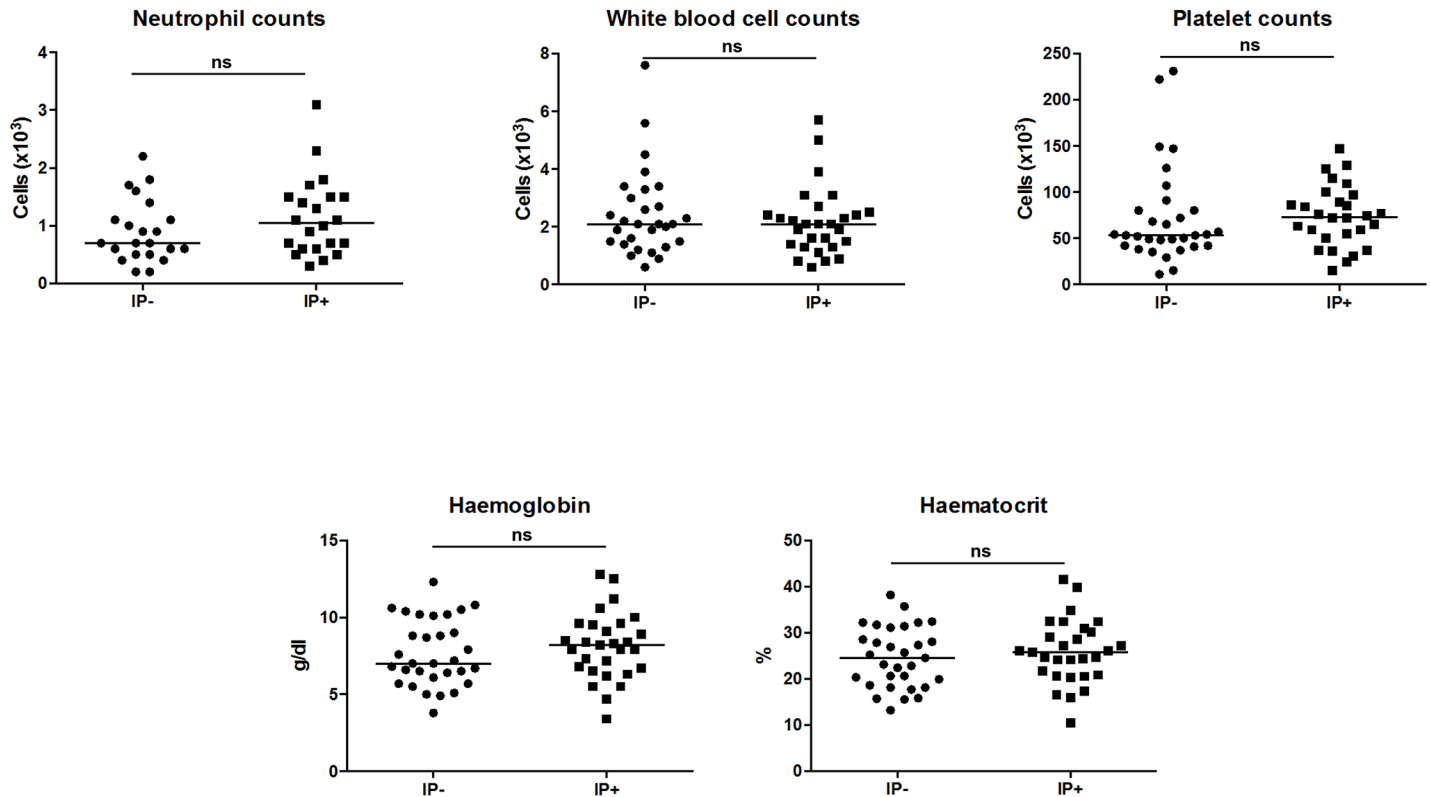 Neutrophil counts
Cells (x10³)
4
3
2
1
0
ns
IP-
IP+
White blood cell counts
Cells (x10³)
8
6
4
2
0
ns
IP-
IP+
Platelet counts
Cells (x10³)
250
200
150
100
50
0
ns
IP-
IP+
Haemoglobin
g/dl
15
10
5
0
ns
IP-
IP+
Haematocrit
%
50
40
30
20
10
0
ns
IP-
IP+